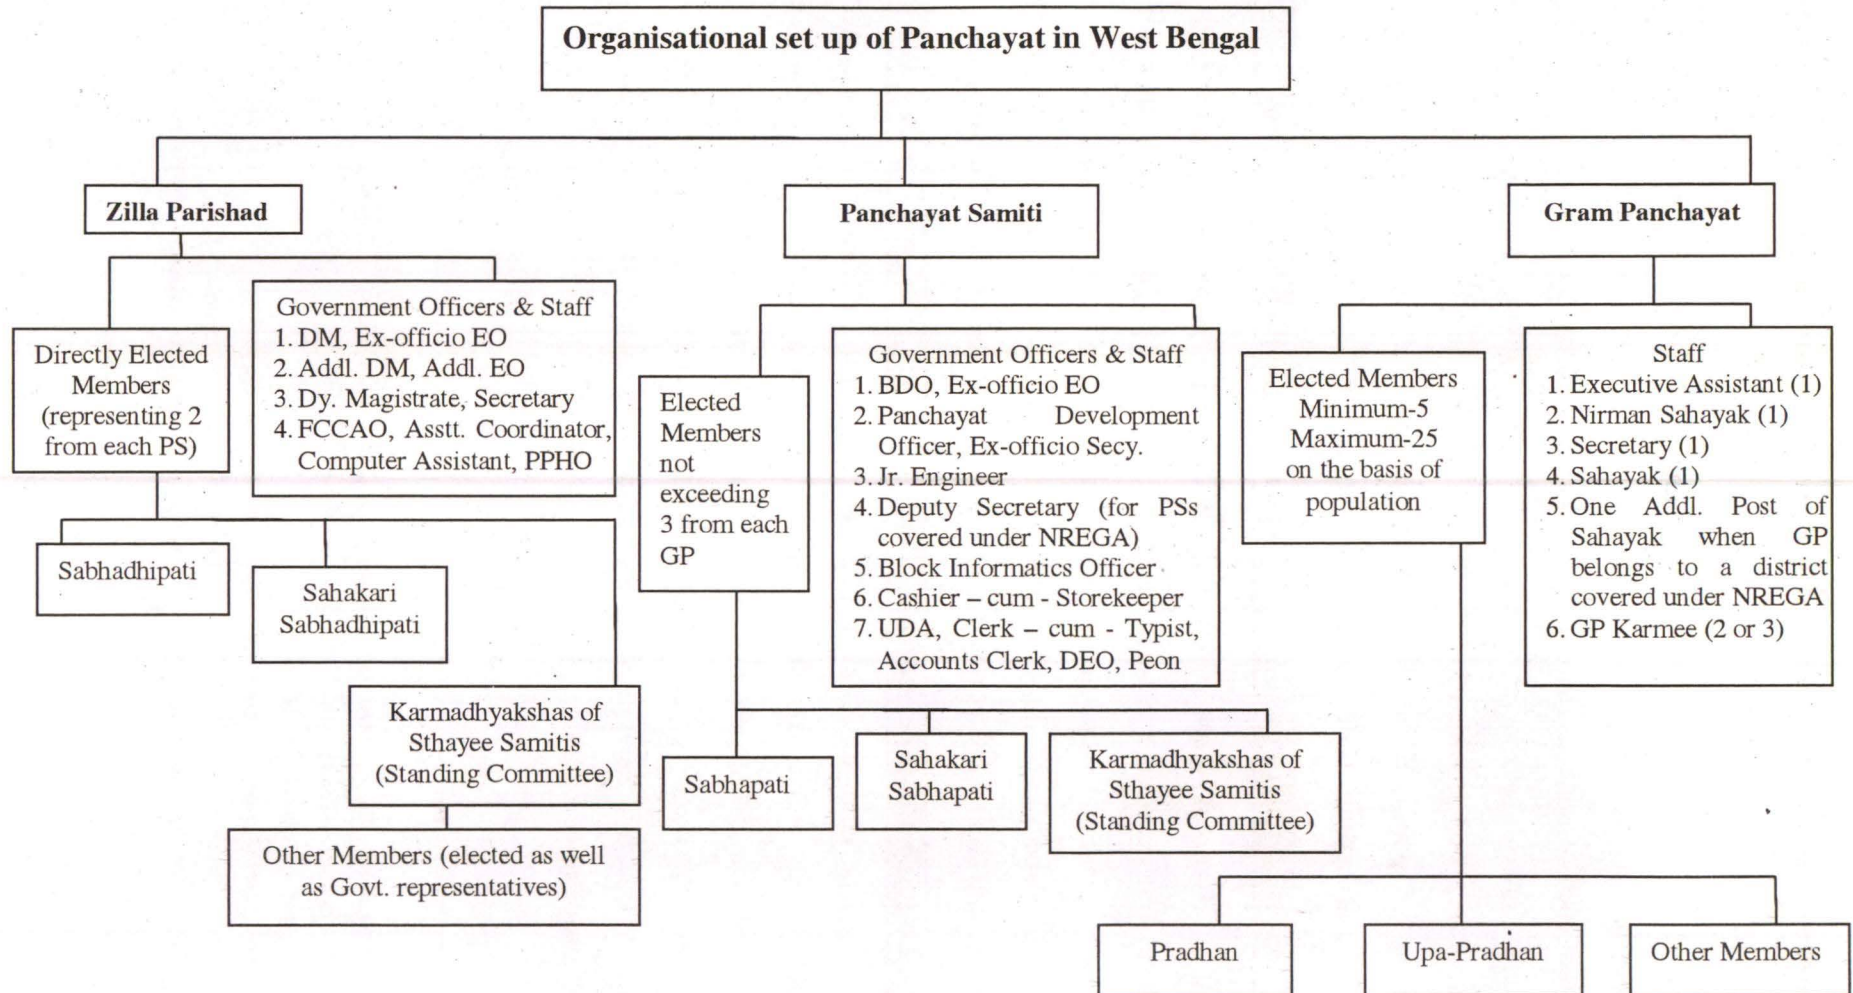 Organisational set up of Panchayat in West Bengal
Zilla Parishad
Directly Elected
Members
(representing 2
from each PS)
Government Officers & Staff
1. DM, Ex-officio EO
2. Addl. DM, Addl. EO
3. Dy. Magistrate, Secretary
4. FCCAO, Asstt. Coordinator,
Computer Assistant, PPHO
Sabhadhipati
Sahakari
Sabhadhipati
Karmadhyakshas of
Sthayee Samitis
(Standing Committee)
Other Members (elected as well
as Govt. representatives)
Panchayat Samiti
Elected
Members
not
exceeding
3 from each
GP
Government Officers & Staff
1. BDO, Ex-officio EO
2. Panchayat Development
Officer, Ex-officio Secy.
3. Jr. Engineer
4. Deputy Secretary (for PSs
covered under NREGA)
5. Block Informatics Officer
6. Cashier – cum - Storekeeper
7. UDA, Clerk – cum - Typist,
Accounts Clerk, DEO, Peon
Sabhapati
Sahakari
Sabhapati
Karmadhyakshas of
Sthayee Samitis
(Standing Committee)
Gram Panchayat
Elected Members
Minimum-5
Maximum-25
on the basis of
population
Staff
1. Executive Assistant (1)
2. Nirman Sahayak (1)
3. Secretary (1)
4. Sahayak (1)
5. One Addl. Post of
Sahayak when GP
belongs to a district
covered under NREGA
6. GP Karmee (2 or 3)
Pradhan
Upa-Pradhan
Other Members